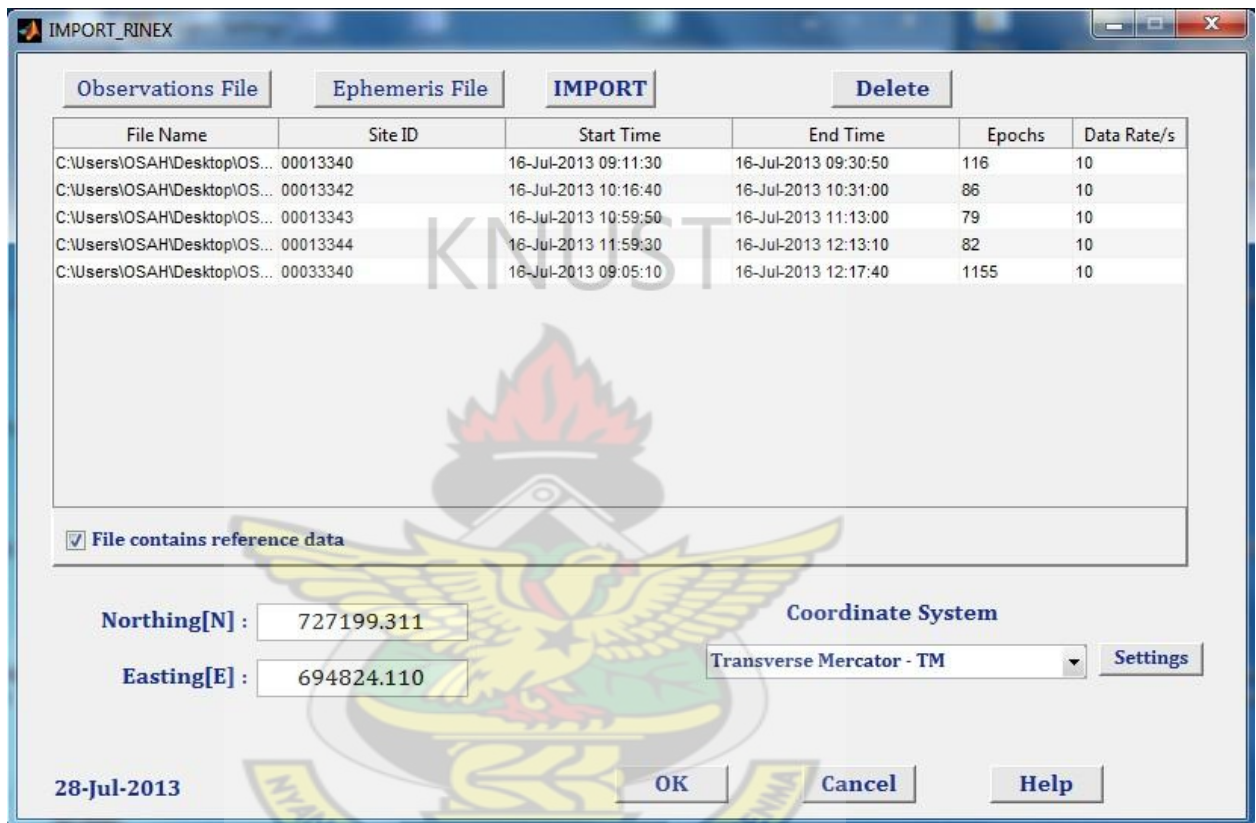 IMPORT_RINEX
Observations File Ephemeris File IMPORT Delete
File Name Site ID Start Time End Time Epochs Data Rate/s
C:\Users\OSAH\Desktop\OS... 00013340 16-Jul-2013 09:11:30 16-Jul-2013 09:30:50 116 10
C:\Users\OSAH\Desktop\OS... 00013342 16-Jul-2013 10:16:40 16-Jul-2013 10:31:00 86 10
C:\Users\OSAH\Desktop\OS... 00013343 16-Jul-2013 10:59:50 16-Jul-2013 11:13:00 79 10
C:\Users\OSAH\Desktop\OS... 00013344 16-Jul-2013 11:59:30 16-Jul-2013 12:13:10 82 10
C:\Users\OSAH\Desktop\OS... 00033340 16-Jul-2013 09:05:10 16-Jul-2013 12:17:40 1155 10
KNUST
File contains reference data
Northing[N] : 727199.311
Easting[E] : 694824.110
Coordinate System
Transverse Mercator - TM Settings
28-Jul-2013 OK Cancel Help